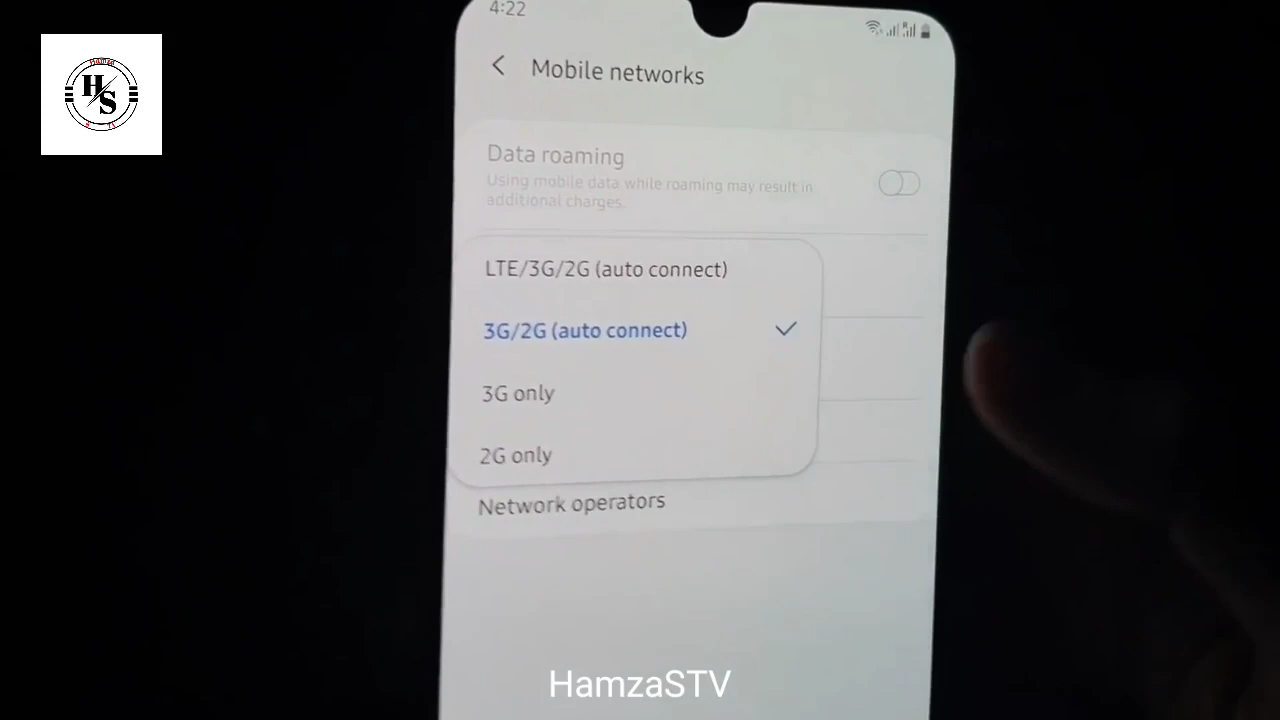 4:22
Mobile networks
Data roaming
Using mobile data while roaming may result in
additional charges.
LTE/3G/2G (auto connect)
3G/2G (auto connect)
3G only
2G only
Network operators
HS
HamzaSTV